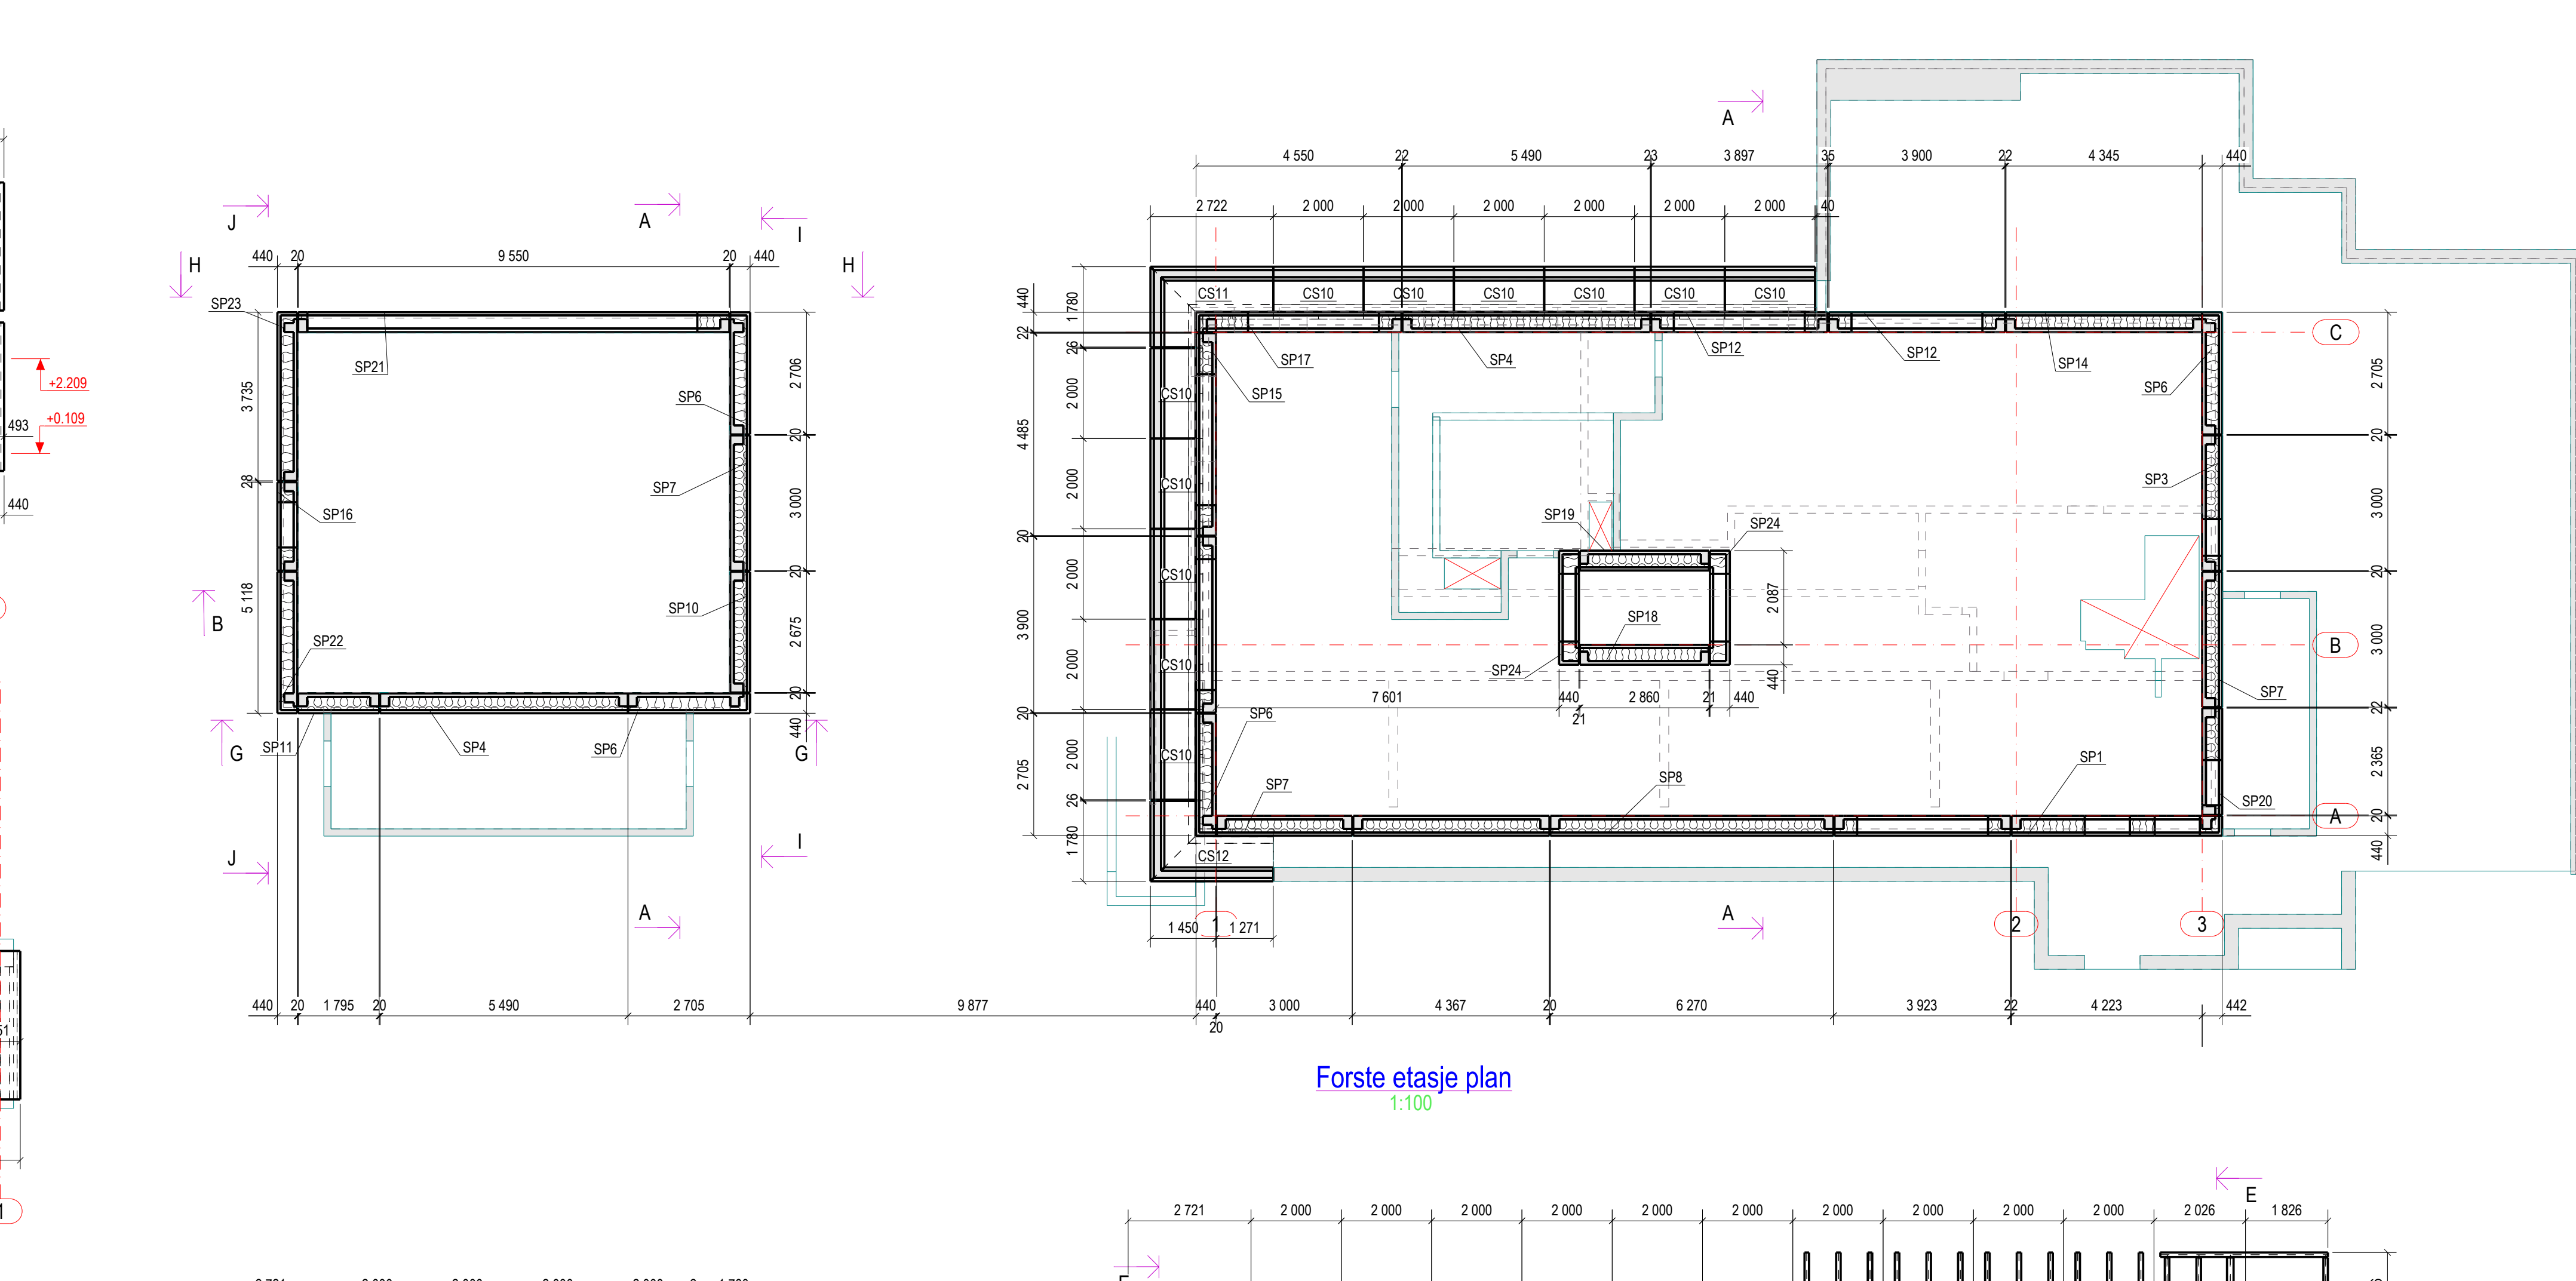 A
4 550 22 5 490 23 3 897 35 3 900 22 4 345 440
2 722 2 000 2 000 2 000 2 000 2 000 2 000 40
J A I
H H
440 20 9 550 20 440
SP23
SP21
3 735
28
5 118
SP16
SP22
SP6
SP7
SP10
2 706
20
3 000
20
2 675
20
440
B
G G
SP11 SP4 SP6
J A I
+2.209
+0.109
493
440
CS11 CS10 CS10 CS10 CS10 CS10 CS10
1 780
26
2 000
2 000
2 000
2 000
2 000
26
1 780
440
22
4 485
20
3 900
20
2 705
CS10
CS10
CS10
CS10
CS10
CS12
SP17 SP4 SP12 SP12 SP14
SP15
SP6
SP3
SP19 SP24
SP18
SP24
2 087
440
7 601 440 2 860 21 440
21
SP6
SP7 SP8 SP1
SP7
SP20
C
B
A
2 705
20
3 000
20
3 000
22
2 365
20
440
1 450 1 271
1 2 3
A
440 20 1 795 20 5 490 2 705 9 877 440 3 000 4 367 20 6 270 3 923 22 4 223 442
20
Forste etasje plan
1:100
E
2 721 2 000 2 000 2 000 2 000 2 000 2 000 2 000 2 000 2 000 2 000 2 026 1 826